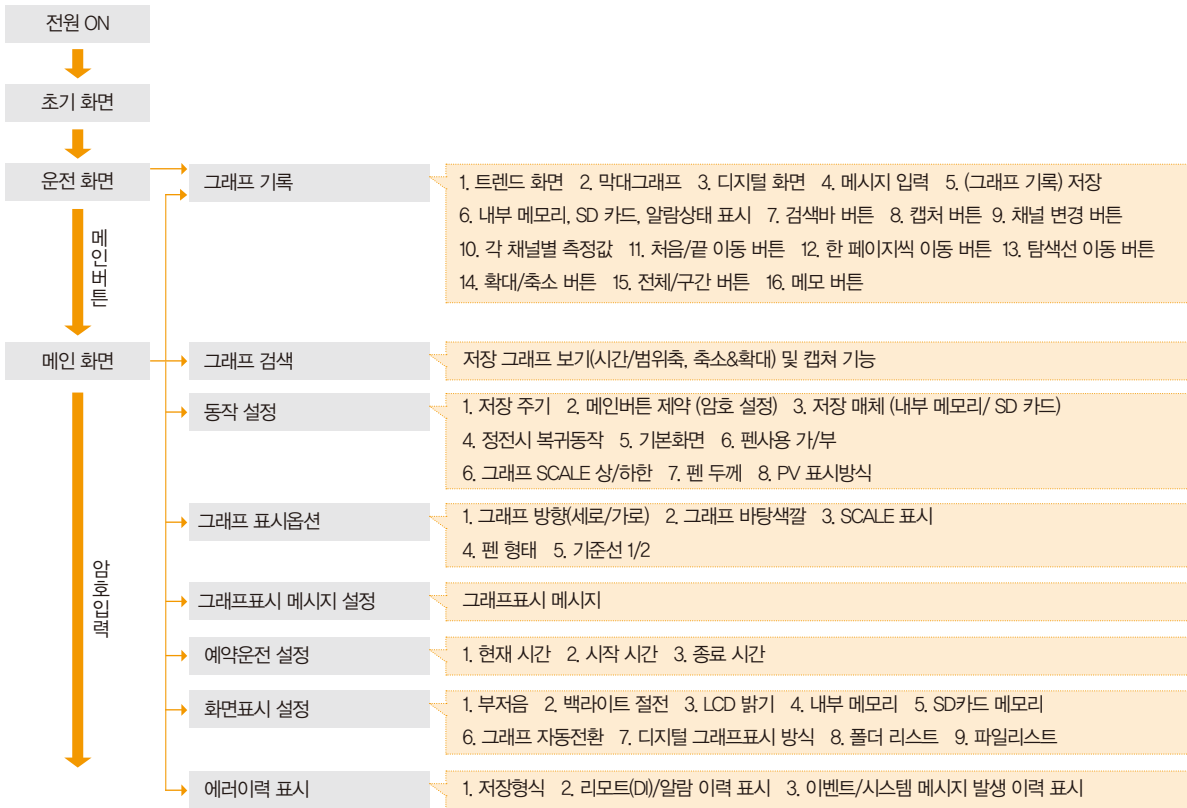 전원 ON
초기 화면
운전 화면
그래프 기록
1. 트렌드 화면 2. 막대그래프 3. 디지털 화면 4. 메시지 입력 5. (그래프 기록) 저장
6. 내부 메모리, SD 카드, 알람상태 표시 7. 검색바 버튼 8. 캡처 버튼 9. 채널 변경 버튼
10. 각 채널별 측정값 11. 처음/끝 이동 버튼 12. 한 페이지씩 이동 버튼 13. 탐색선 이동 버튼
14. 확대/축소 버튼 15. 전체/구간 버튼 16. 메모 버튼
메인버튼
메인 화면
그래프 검색
저장 그래프 보기(시간/범위축, 축소&확대) 및 캡쳐 기능
동작 설정
1. 저장 주기 2. 메인버튼 제약 (암호 설정) 3. 저장 매체 (내부 메모리/ SD 카드)
4. 정전시 복귀동작 5. 기본화면 6. 펜사용 가/부
6. 그래프 SCALE 상/하한 7. 펜 두께 8. PV 표시방식
그래프 표시옵션
1. 그래프 방향(세로/가로) 2. 그래프 바탕색깔 3. SCALE 표시
4. 펜 형태 5. 기준선 1/2
암호입력
그래프표시 메시지 설정
그래프표시 메시지
예약운전 설정
1. 현재 시간 2. 시작 시간 3. 종료 시간
화면표시 설정
1. 부저음 2. 백라이트 절전 3. LCD 밝기 4. 내부 메모리 5. SD카드 메모리
6. 그래프 자동전환 7. 디지털 그래프표시 방식 8. 폴더 리스트 9. 파일리스트
에러이력 표시
1. 저장형식 2. 리모트(DI)/알람 이력 표시 3. 이벤트/시스템 메시지 발생 이력 표시